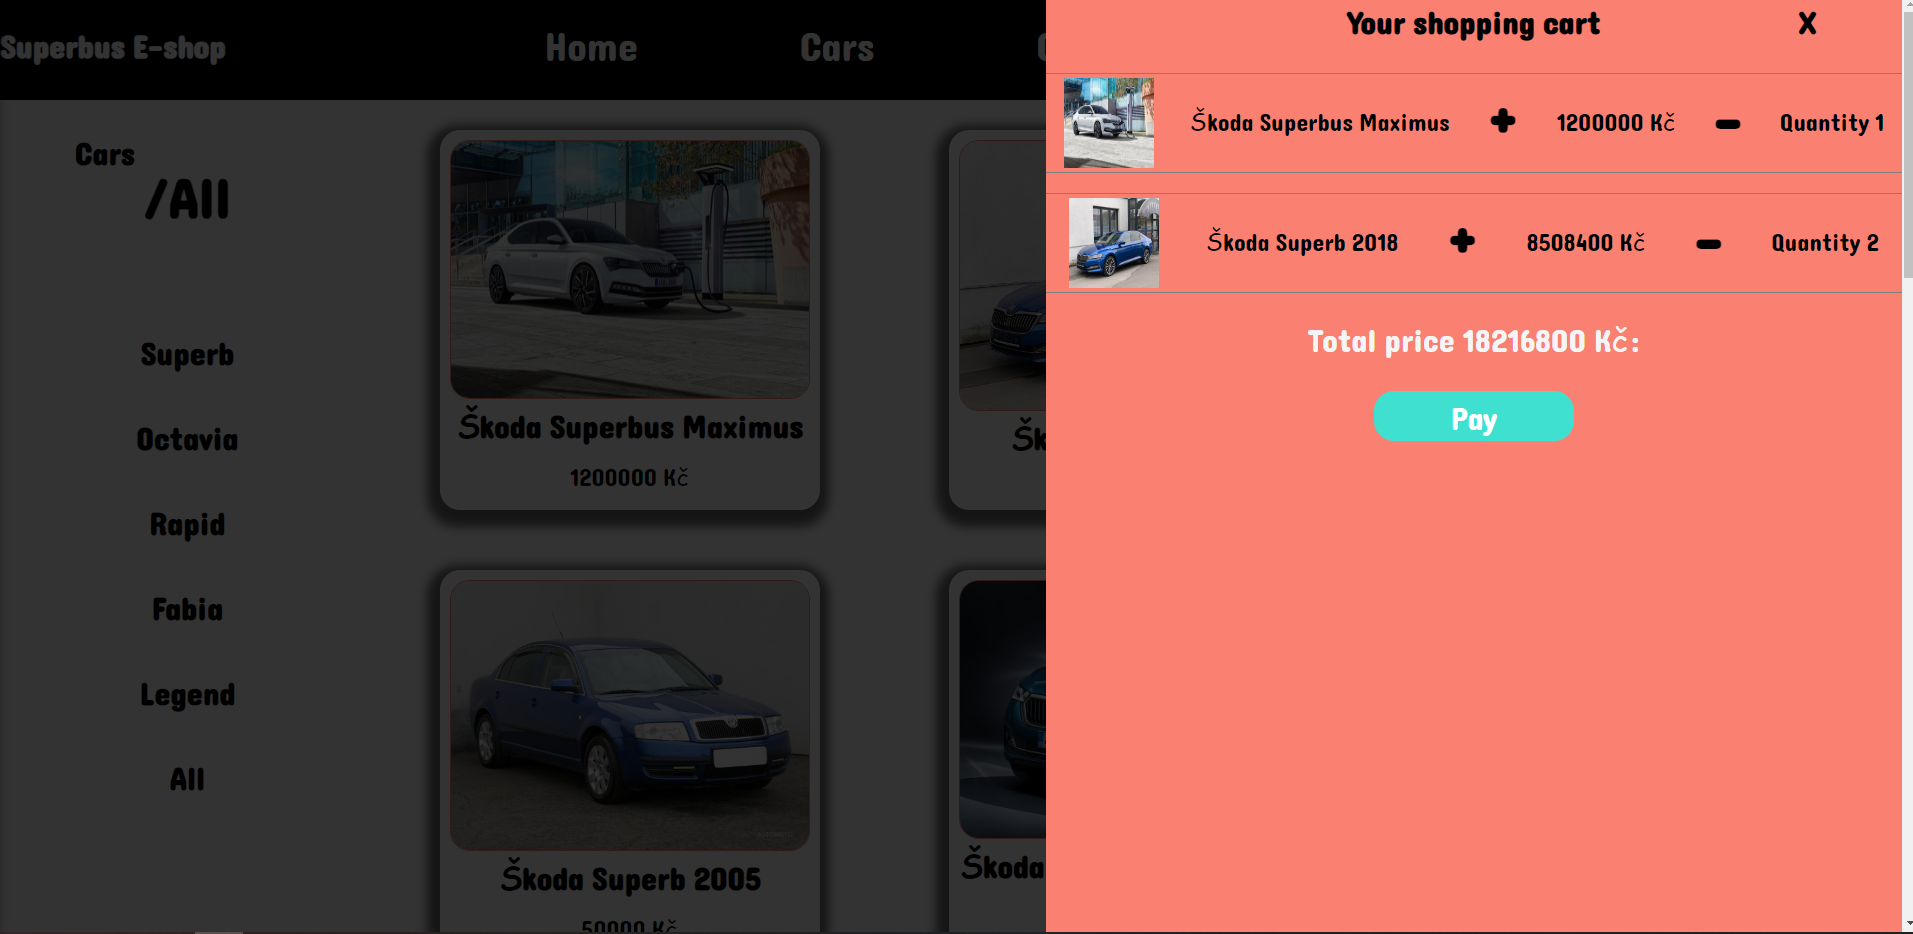 Superbus E-shop
Home
Cars
Cars
/All
Superb
Octavia
Rapid
Fabia
Legend
All
Škoda Superbus Maximus
1200000 Kč
Škoda Superb 2005
50000 Kč
Škoda
Your shopping cart
X
Škoda Superbus Maximus + 1200000 Kč - Quantity 1
Škoda Superb 2018 + 8508400 Kč - Quantity 2
Total price 18216800 Kč:
Pay